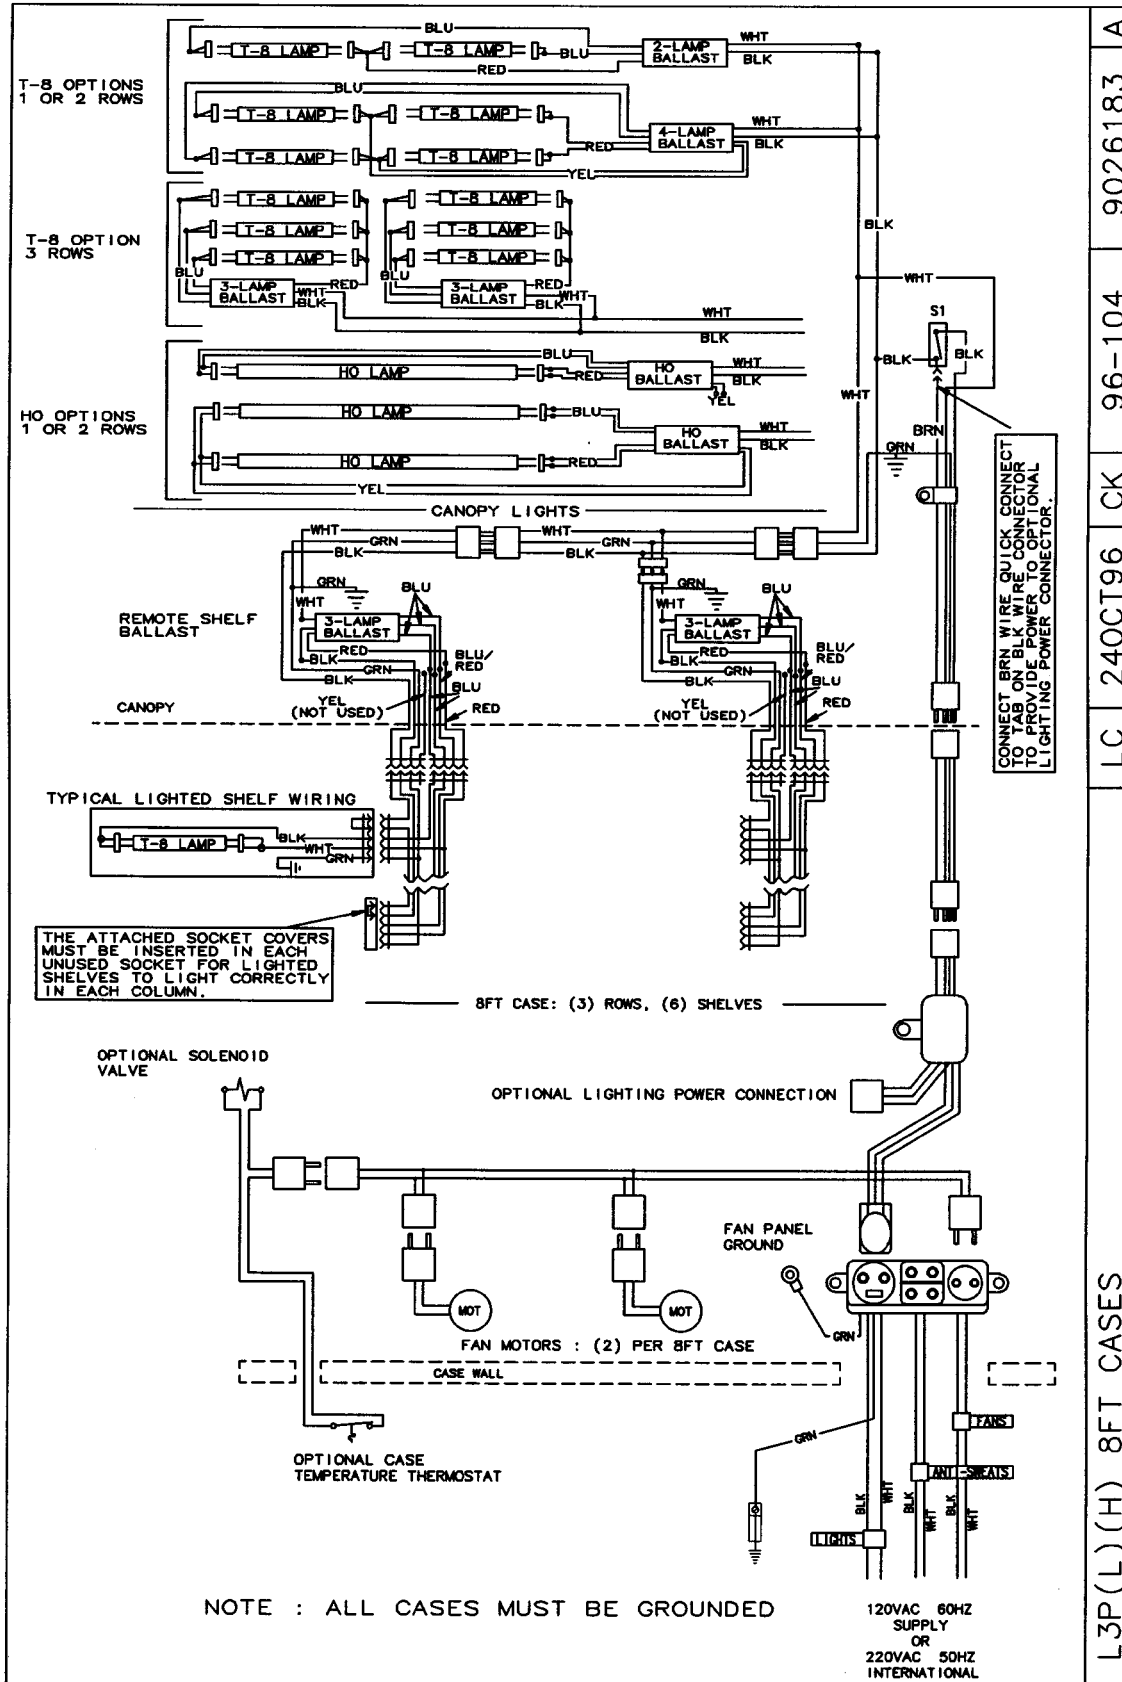 BLU
T-8 LAMP
T-8 LAMP
BLU
2-LAMP
BALLAST
WHT
BLK
RED
T-8 OPTIONS
1 OR 2 ROWS
BLU
T-8 LAMP
T-8 LAMP
4-LAMP
BALLAST
WHT
BLK
RED
T-8 LAMP
T-8 LAMP
YEL
T-8 LAMP
T-8 LAMP
T-8 OPTION
3 ROWS
T-8 LAMP
T-8 LAMP
T-8 LAMP
T-8 LAMP
BLU
BLU
3-LAMP
BALLAST
RED
WHT
BLK
3-LAMP
BALLAST
RED
WHT
BLK
WHT
BLK
BLK
WHT
S1
BLK
BLK
WHT
BRN
GRN
BLU
HO LAMP
RED
HO
BALLAST
WHT
BLK
YEL
HO OPTIONS
1 OR 2 ROWS
HO LAMP
BLU
HO
BALLAST
WHT
BLK
HO LAMP
RED
YEL
CONNECT BRN WIRE QUICK CONNECT
TO TAB ON BLK WIRE CONNECTOR
TO PROVIDE POWER TO OPTIONAL
LIGHTING POWER CONNECTOR.
CANOPY LIGHTS
WHT
GRN
BLK
WHT
GRN
BLK
GRN
WHT
BLU
REMOTE SHELF
BALLAST
3-LAMP
BALLAST
RED
BLK
GRN
BLK
BLU/
RED
BLU
YEL
(NOT USED)
RED
GRN
WHT
BLU
3-LAMP
BALLAST
RED
BLK
GRN
BLK
BLU/
RED
BLU
YEL
(NOT USED)
RED
CANOPY
TYPICAL LIGHTED SHELF WIRING
T-8 LAMP
BLK
WHT
GRN
THE ATTACHED SOCKET COVERS
MUST BE INSERTED IN EACH
UNUSED SOCKET FOR LIGHTED
SHELVES TO LIGHT CORRECTLY
IN EACH COLUMN.
8FT CASE: (3) ROWS, (6) SHELVES
OPTIONAL SOLENOID
VALVE
OPTIONAL LIGHTING POWER CONNECTION
FAN PANEL
GROUND
MOT
MOT
GRN
FAN MOTORS : (2) PER 8FT CASE
CASE WALL
OPTIONAL CASE
TEMPERATURE THERMOSTAT
GRN
FANS
ANTI-SWEATS
LIGHTS
BLK
WHT
BLK
WHT
BLK
WHT
NOTE : ALL CASES MUST BE GROUNDED
120VAC 60HZ
SUPPLY
OR
220VAC 50HZ
INTERNATIONAL
L3P(L)(H) 8FT CASES
LC
24OCT96
CK
96-104
9026183
A